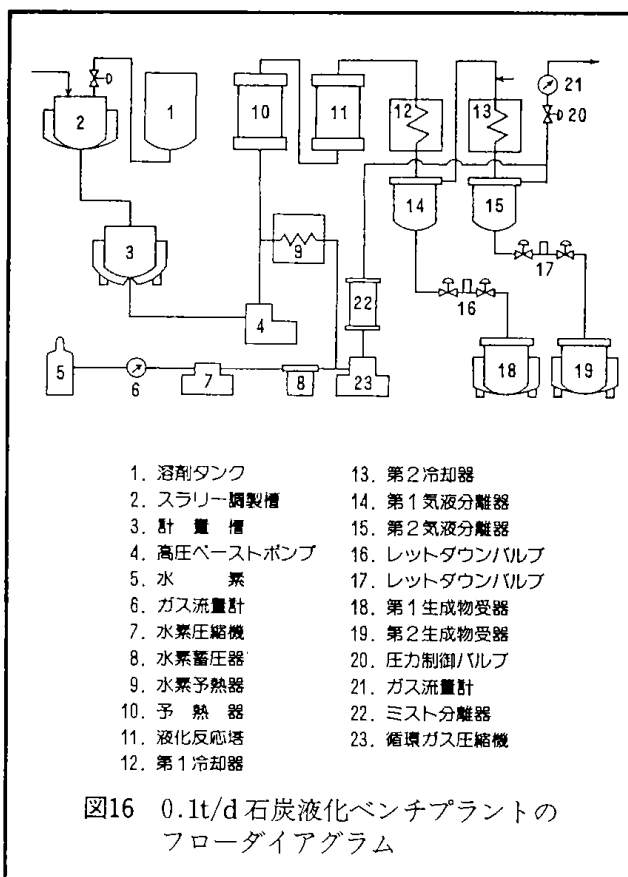 1
2
3
4
5
6
7
8
9
10
11
12
13
14
15
16
17
18
19
20
21
22
23
1. 溶剤タンク
2. スラリー調製槽
3. 計量槽
4. 高圧ペーストポンプ
5. 水素
6. ガス流量計
7. 水素圧縮機
8. 水素蓄圧器
9. 水素予熱器
10. 予熱器
11. 液化反応塔
12. 第1冷却器
13. 第2冷却器
14. 第1気液分離器
15. 第2気液分離器
16. レットダウンバルブ
17. レットダウンバルブ
18. 第1生成物受器
19. 第2生成物受器
20. 圧力制御バルブ
21. ガス流量計
22. ミスト分離器
23. 循環ガス圧縮機
図16 0.1t/d 石炭液化ベンチプラントの
フローダイアグラム